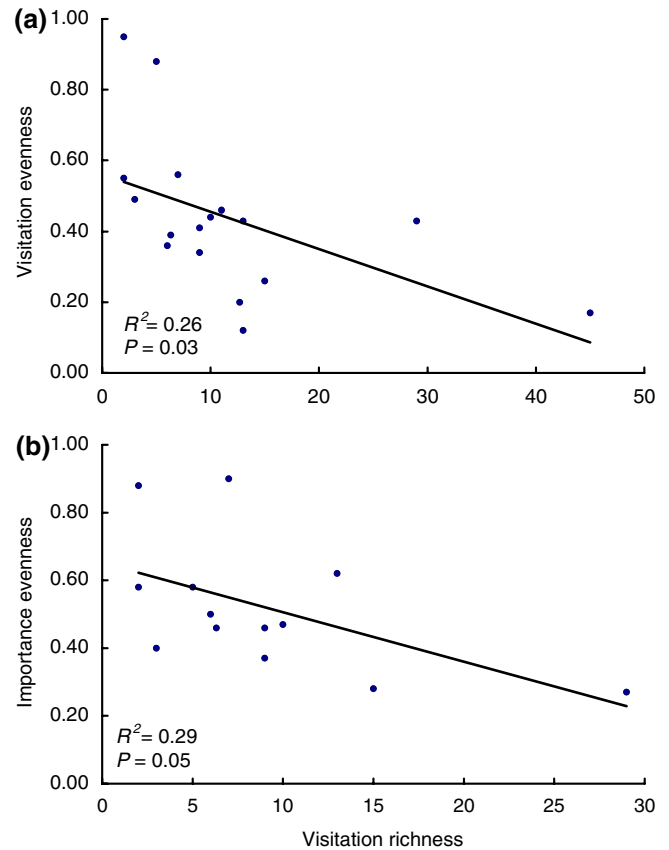 (a)
1.00
0.80
0.60
0.40
0.20
0.00
Visitation evenness
R² = 0.26
P = 0.03
0 10 20 30 40 50
(b)
1.00
0.80
0.60
0.40
0.20
0.00
Importance evenness
R² = 0.29
P = 0.05
0 5 10 15 20 25 30
Visitation richness